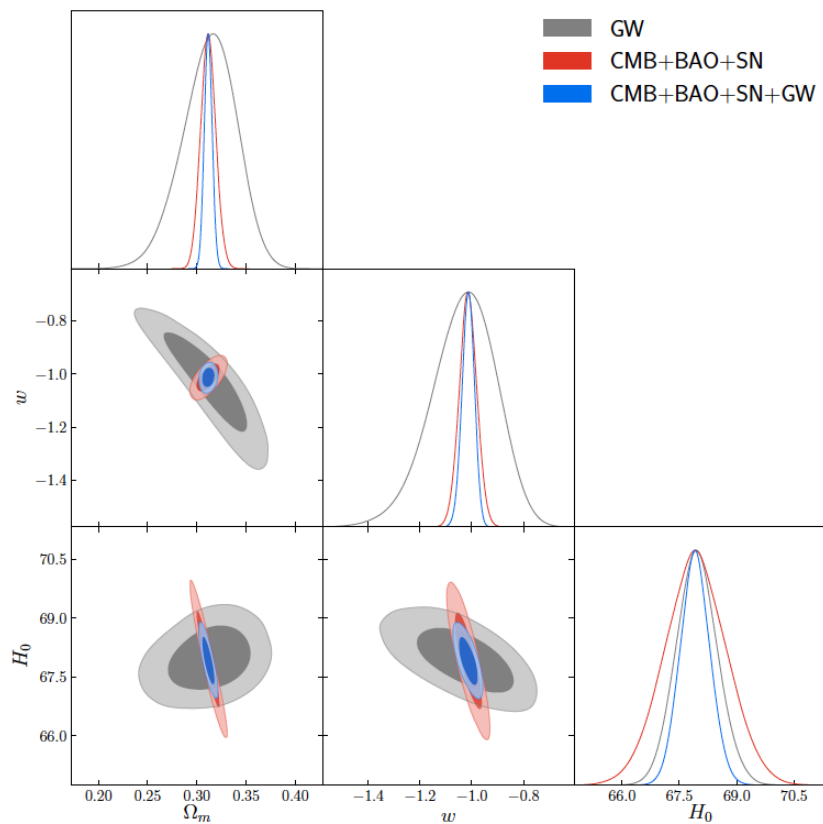 GW
CMB+BAO+SN
CMB+BAO+SN+GW
−0.8
−1.0
−1.2
−1.4
w
70.5
69.0
67.5
66.0
H₀
0.20 0.25 0.30 0.35 0.40
Ωₘ
−1.4 −1.2 −1.0 −0.8
w
66.0 67.5 69.0 70.5
H₀